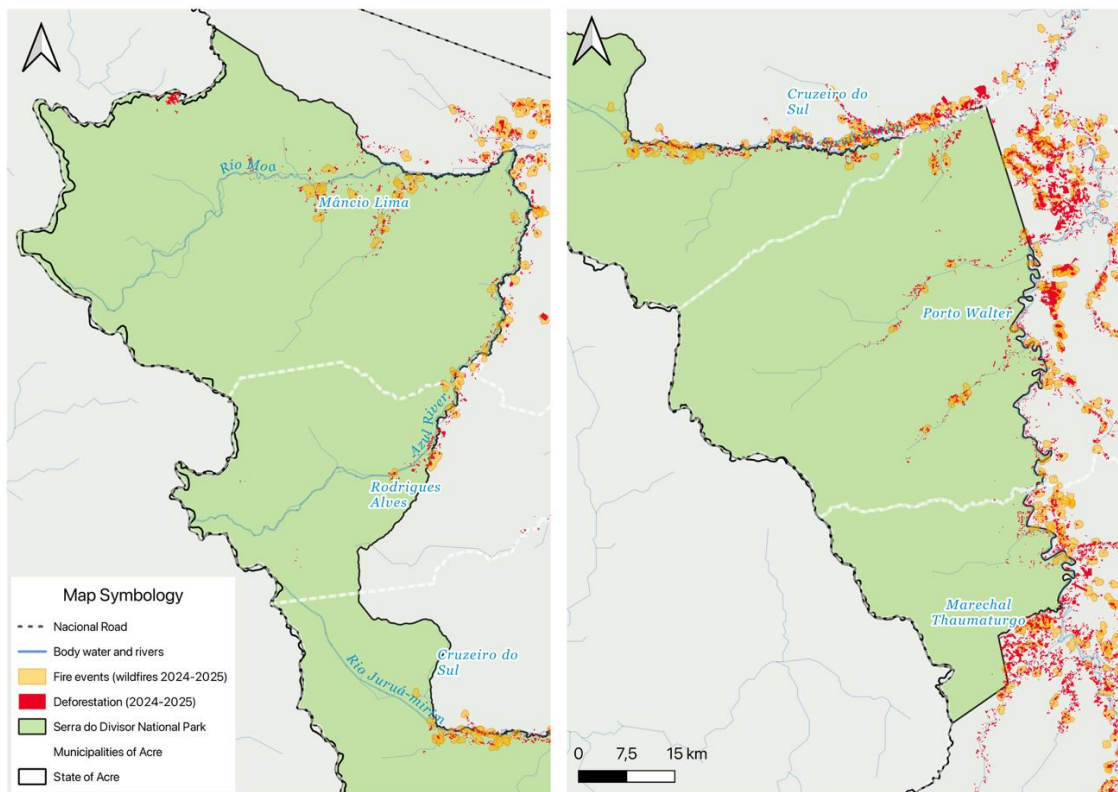 Rio Moa
Mâncio Lima
Azul River
Rodrigues
Alves
Cruzeiro do
Sul
Rio Juruá-mirim
Map Symbology
Nacional Road
Body water and rivers
Fire events (wildfires 2024-2025)
Deforestation (2024-2025)
Serra do Divisor National Park
Municipalities of Acre
State of Acre
Cruzeiro do
Sul
Porto Walter
Marechal
Thaumaturgo
0 7,5 15 km